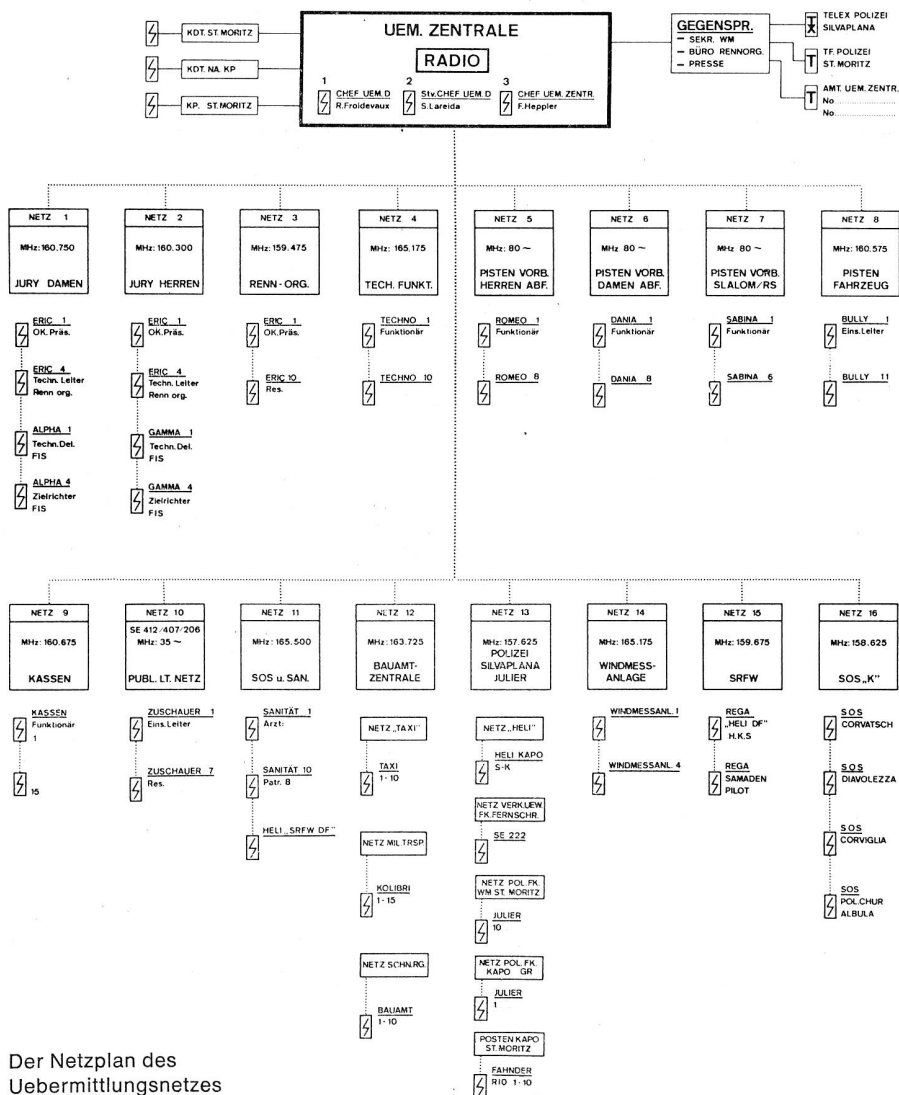 KDT. ST. MORITZ
KDT. NA. KP
KP. ST. MORITZ
UEM. ZENTRALE
RADIO
1
CHEF UEM. D
R.Froidevaux
2
Stv. CHEF UEM. D
S.Lareida
3
CHEF UEM. ZENTR.
F.Heppler
GEGENSPR.
– SEKR. WM
– BÜRO RENNORG.
– PRESSE
TELEX POLIZEI
SILVAPLANA
TF. POLIZEI
ST. MORITZ
AMT. UEM. ZENTR.
No..............
No..............
NETZ 1
MHz: 160.750
JURY DAMEN
ERIC 1
OK. Präs.
ERIC 4
Techn. Leiter
Renn org.
ALPHA 1
Techn. Del.
FIS
ALPHA 4
Zielrichter
FIS
NETZ 2
MHz: 160.300
JURY HERREN
ERIC 1
OK. Präs.
ERIC 4
Techn. Leiter
Renn org.
GAMMA 1
Techn. Del.
FIS
GAMMA 4
Zielrichter
FIS
NETZ 3
MHz: 159.475
RENN - ORG.
ERIC 1
OK. Präs.
ERIC 10
Res.
NETZ 4
MHz: 165.175
TECH. FUNKT.
TECHNO 1
Funktionär
TECHNO 10
NETZ 5
MHz: 80 ~
PISTEN VORB.
HERREN ABF.
ROMEO 1
Funktionär
ROMEO 8
NETZ 6
MHz 80 ~
PISTEN VORB.
DAMEN ABF.
DANIA 1
Funktionär
DANIA 8
NETZ 7
MHz 80 ~
PISTEN VORB.
SLALOM/RS
SABINA 1
Funktionär
SABINA 6
NETZ 8
MHz: 160.575
PISTEN
FAHRZEUG
BULLY 1
Eins. Leiter
BULLY 11
NETZ 9
MHz: 160.675
KASSEN
KASSEN
Funktionär
1
15
NETZ 10
SE 412/407/206
MHz: 35 ~
PUBL. LT. NETZ
ZUSCHAUER 1
Eins. Leiter
ZUSCHAUER 7
Res.
NETZ 11
MHz: 165.500
SOS u. SAN.
SANITÄT 1
Arzt:
SANITÄT 10
Patr. 8
HELI „SRFW DF"
NETZ 12
MHz: 163.725
BAUAMT-
ZENTRALE
NETZ „TAXI"
TAXI
1 - 10
NETZ MIL. TRSP.
KOLIBRI
1 - 15
NETZ SCHN. RG.
BAUAMT
1 - 10
NETZ 13
MHz: 157.625
POLIZEI
SILVAPLANA
JULIER
NETZ „HELI"
HELI KAPO
S-K
NETZ VERK. UEW.
FK. FERNSCHR.
SE 222
NETZ POL. FK.
WM ST. MORITZ
JULIER
10
NETZ POL. FK.
KAPO GR
JULIER
1
POSTEN KAPO
ST. MORITZ
FAHNDER
RIO 1-10
NETZ 14
MHz: 165.175
WINDMESS-
ANLAGE
WINDMESSANL. 1
WINDMESSANL. 4
NETZ 15
MHz: 159.675
SRFW
REGA
„HELI DF"
H.K.S
REGA
SAMADEN
PILOT
NETZ 16
MHz: 158.625
SOS „K"
SOS
CORVATSCH
SOS
DIAVOLEZZA
SOS
CORVIGLIA
SOS
POL. CHUR
ALBULA
Der Netzplan des
Uebermittlungsnetzes